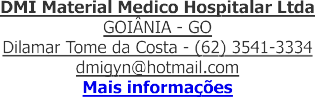 DMI Material Medico Hospitalar Ltda
GOIÂNIA - GO
Dilamar Tome da Costa - (62) 3541-3334
dmigyn@hotmail.com
Mais informações